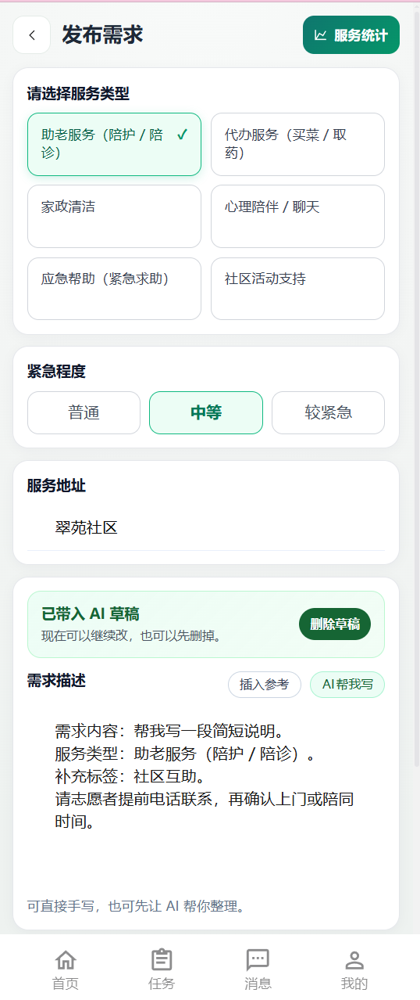 发布需求
服务统计
请选择服务类型
助老服务（陪护 / 陪
诊）
✓
代办服务（买菜 / 取
药）
家政清洁
心理陪伴 / 聊天
应急帮助（紧急求助）
社区活动支持
紧急程度
普通
中等
较紧急
服务地址
翠苑社区
已带入 AI 草稿
现在可以继续改，也可以先删掉。
删除草稿
需求描述
插入参考
AI帮我写
需求内容：帮我写一段简短说明。
服务类型：助老服务（陪护 / 陪诊）。
补充标签：社区互助。
请志愿者提前电话联系，再确认上门或陪同
时间。
可直接手写，也可先让 AI 帮你整理。
首页
任务
消息
我的